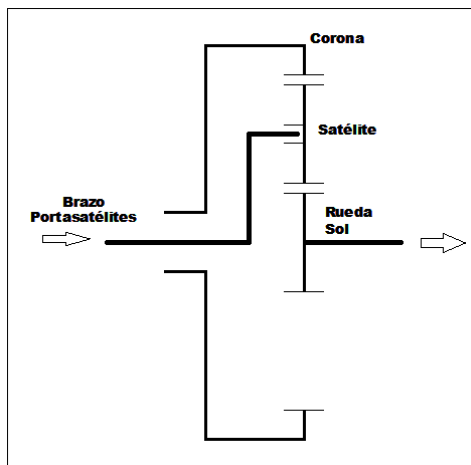 Corona
Satélite
Brazo
Portasatélites
Rueda
Sol